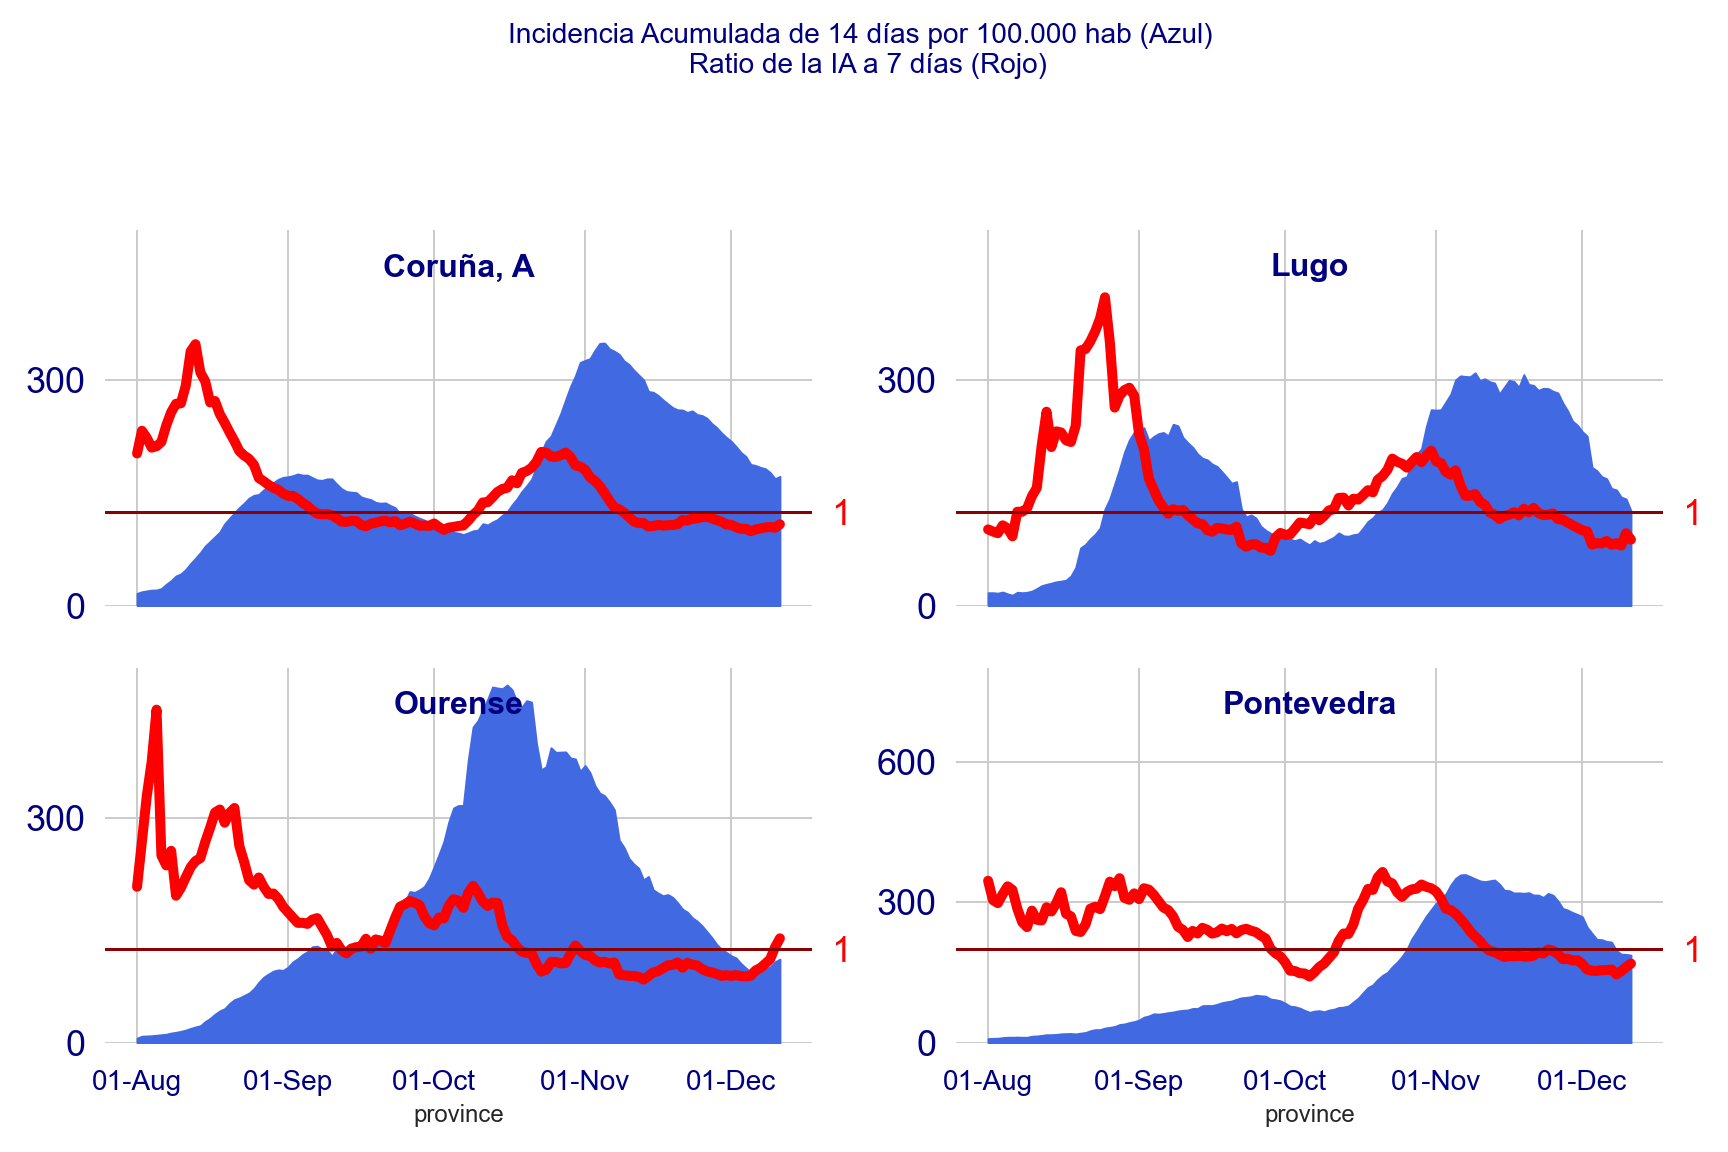 Incidencia Acumulada de 14 días por 100.000 hab (Azul)
Ratio de la IA a 7 días (Rojo)
Coruña, A
300
0
1
Lugo
300
0
1
Ourense
300
0
1
01-Aug 01-Sep 01-Oct 01-Nov 01-Dec
province
Pontevedra
600
300
0
1
01-Aug 01-Sep 01-Oct 01-Nov 01-Dec
province